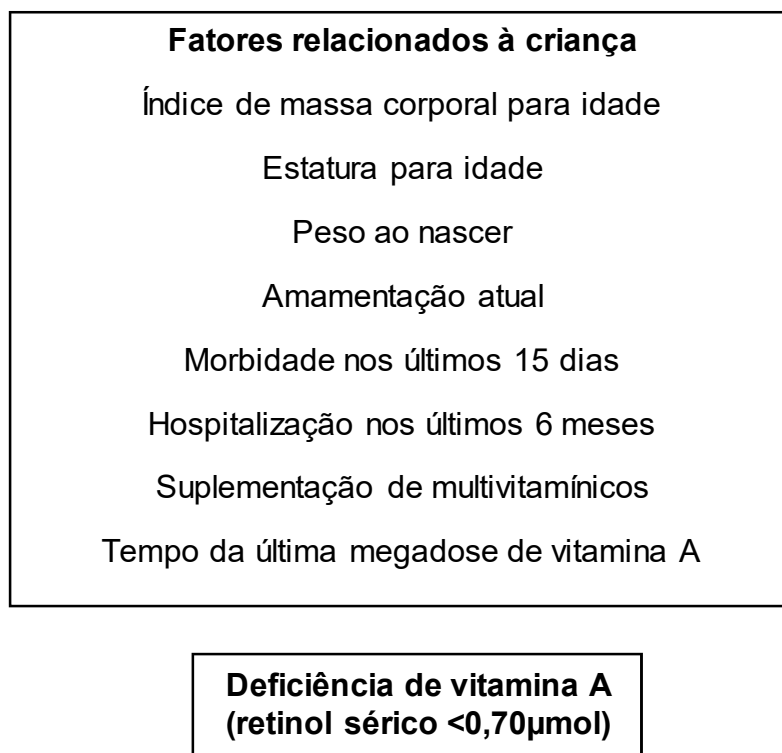 Fatores relacionados à criança
Índice de massa corporal para idade
Estatura para idade
Peso ao nascer
Amamentação atual
Morbidade nos últimos 15 dias
Hospitalização nos últimos 6 meses
Suplementação de multivitamínicos
Tempo da última megadose de vitamina A
Deficiência de vitamina A
(retinol sérico <0,70µmol)